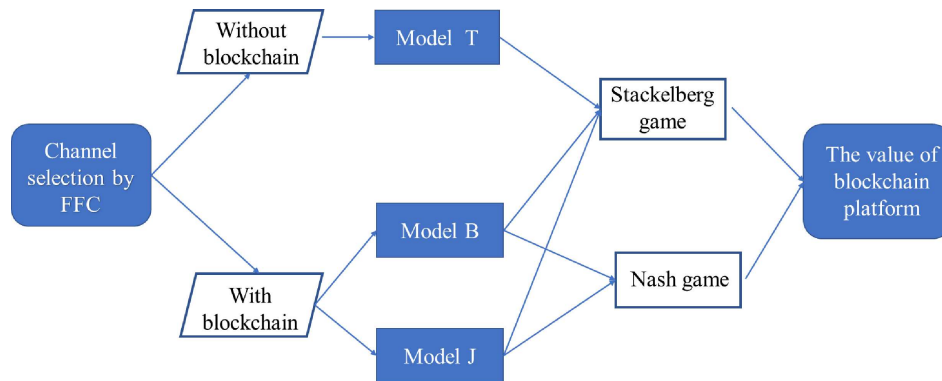 Without
blockchain
Model T
Stackelberg
game
Channel
selection by
FFC
The value of
blockchain
platform
Model B
With
blockchain
Nash game
Model J